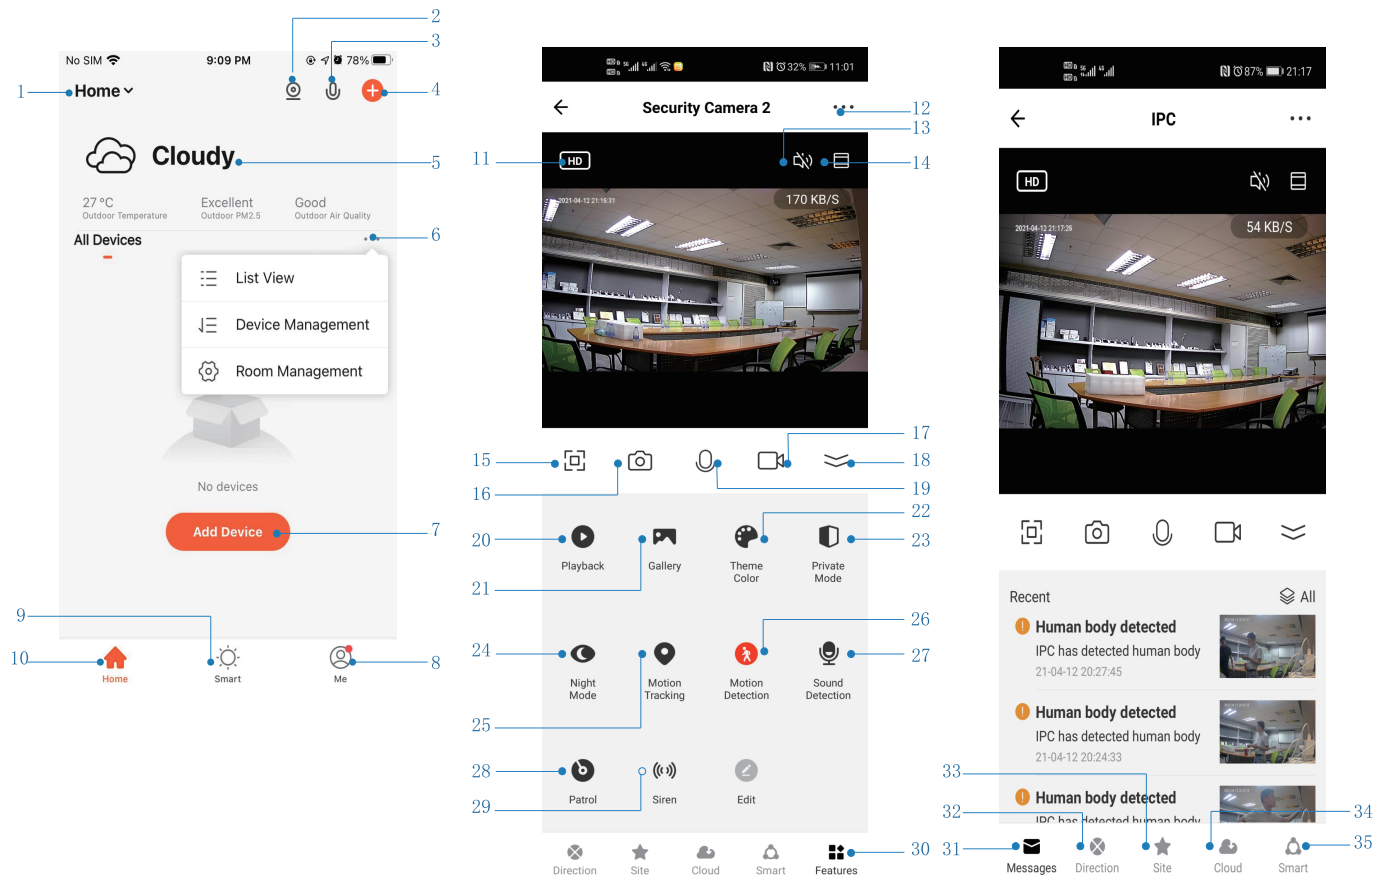 2
3
No SIM 9:09 PM 78%
1 Home 4
Cloudy 5
27 °C Excellent Good
Outdoor Temperature Outdoor PM2.5 Outdoor Air Quality
All Devices 6
List View
Device Management
Room Management
No devices
Add Device 7
9
10 8
Home Smart Me
32% 11:01
Security Camera 2 12
13
11 HD 14
2021-04-12 21:16:31 170 KB/S
17
15 18
16 19
22
20 23
Playback Gallery Theme Color Private Mode
21
26
24 27
Night Mode Motion Tracking Motion Detection Sound Detection
25
28
29
Patrol Siren Edit
30
Direction Site Cloud Smart Features
87% 21:17
IPC
HD
2021-04-12 21:17:26 54 KB/S
Recent All
Human body detected
IPC has detected human body
21-04-12 20:27:45
Human body detected
IPC has detected human body
21-04-12 20:24:33
Human body detected
IPC has detected human body
33
32 34
31 35
Messages Direction Site Cloud Smart